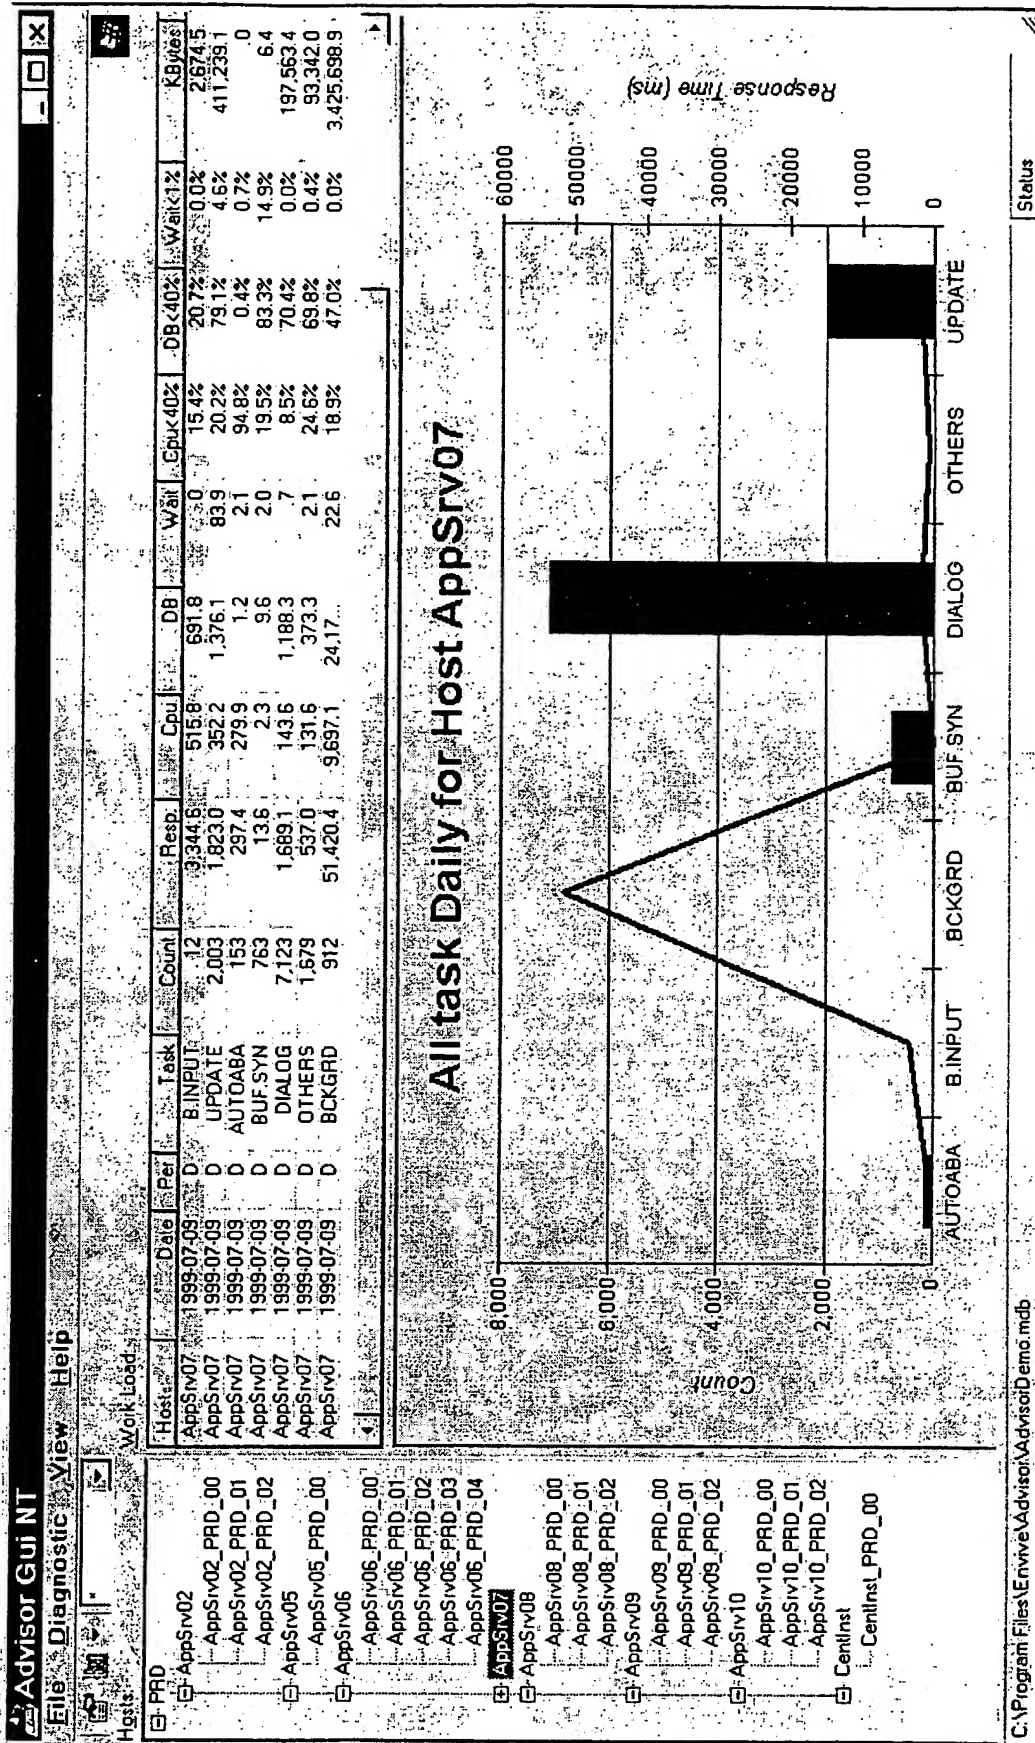 Advisor Gui NT
File Diagnostic View Help
Hosts:
PRD
AppSrv02
AppSrv02_PRD_00
AppSrv02_PRD_01
AppSrv02_PRD_02
AppSrv05
AppSrv05_PRD_00
AppSrv06
AppSrv06_PRD_00
AppSrv06_PRD_01
AppSrv06_PRD_02
AppSrv06_PRD_03
AppSrv06_PRD_04
AppSrv07
AppSrv08
AppSrv08_PRD_00
AppSrv08_PRD_01
AppSrv08_PRD_02
AppSrv09
AppSrv09_PRD_00
AppSrv09_PRD_01
AppSrv09_PRD_02
AppSrv10
AppSrv10_PRD_00
AppSrv10_PRD_01
AppSrv10_PRD_02
CentInst
CentInst_PRD_00
Work Load:
Host Date Per Task Count Resp. Cpu DB Wait Cpu<40% DB<40% Wait<1% KBytes
AppSrv07 1999-07-09 D B.INPUT 12 3,344.6 515.8 691.8 3.0 15.4% 20.7% 0.0% 2,674.5
AppSrv07 1999-07-09 D UPDATE 2,003 1,823.0 352.2 1,376.1 83.9 20.2% 79.1% 4.6% 411,239.1
AppSrv07 1999-07-09 D AUTOABA 153 297.4 279.9 1.2 2.1 94.8% 0.4% 0.7% .0
AppSrv07 1999-07-09 D BUF.SYN 763 13.6 2.3 9.6 2.0 19.5% 83.3% 14.9% 6.4
AppSrv07 1999-07-09 D DIALOG 7,123 1,689.1 143.6 1,188.3 .7 8.5% 70.4% 0.0% 197,563.4
AppSrv07 1999-07-09 D OTHERS 1,679 537.0 131.6 373.3 2.1 24.6% 69.8% 0.4% 93,342.0
AppSrv07 1999-07-09 D BCKGRD 912 51,420.4 9,697.1 24,17... 22.6 18.9% 47.0% 0.0% 3,425,698.9
All task Daily for Host AppSrv07
Count
8,000
6,000
4,000
2,000
0
AUTOABA B.INPUT BCKGRD BUF.SYN DIALOG OTHERS UPDATE
60000
50000
40000
30000
20000
10000
0
Response Time (ms)
C:\Program Files\Enrive\Advisor\AdvisorDemo.mdb
Status